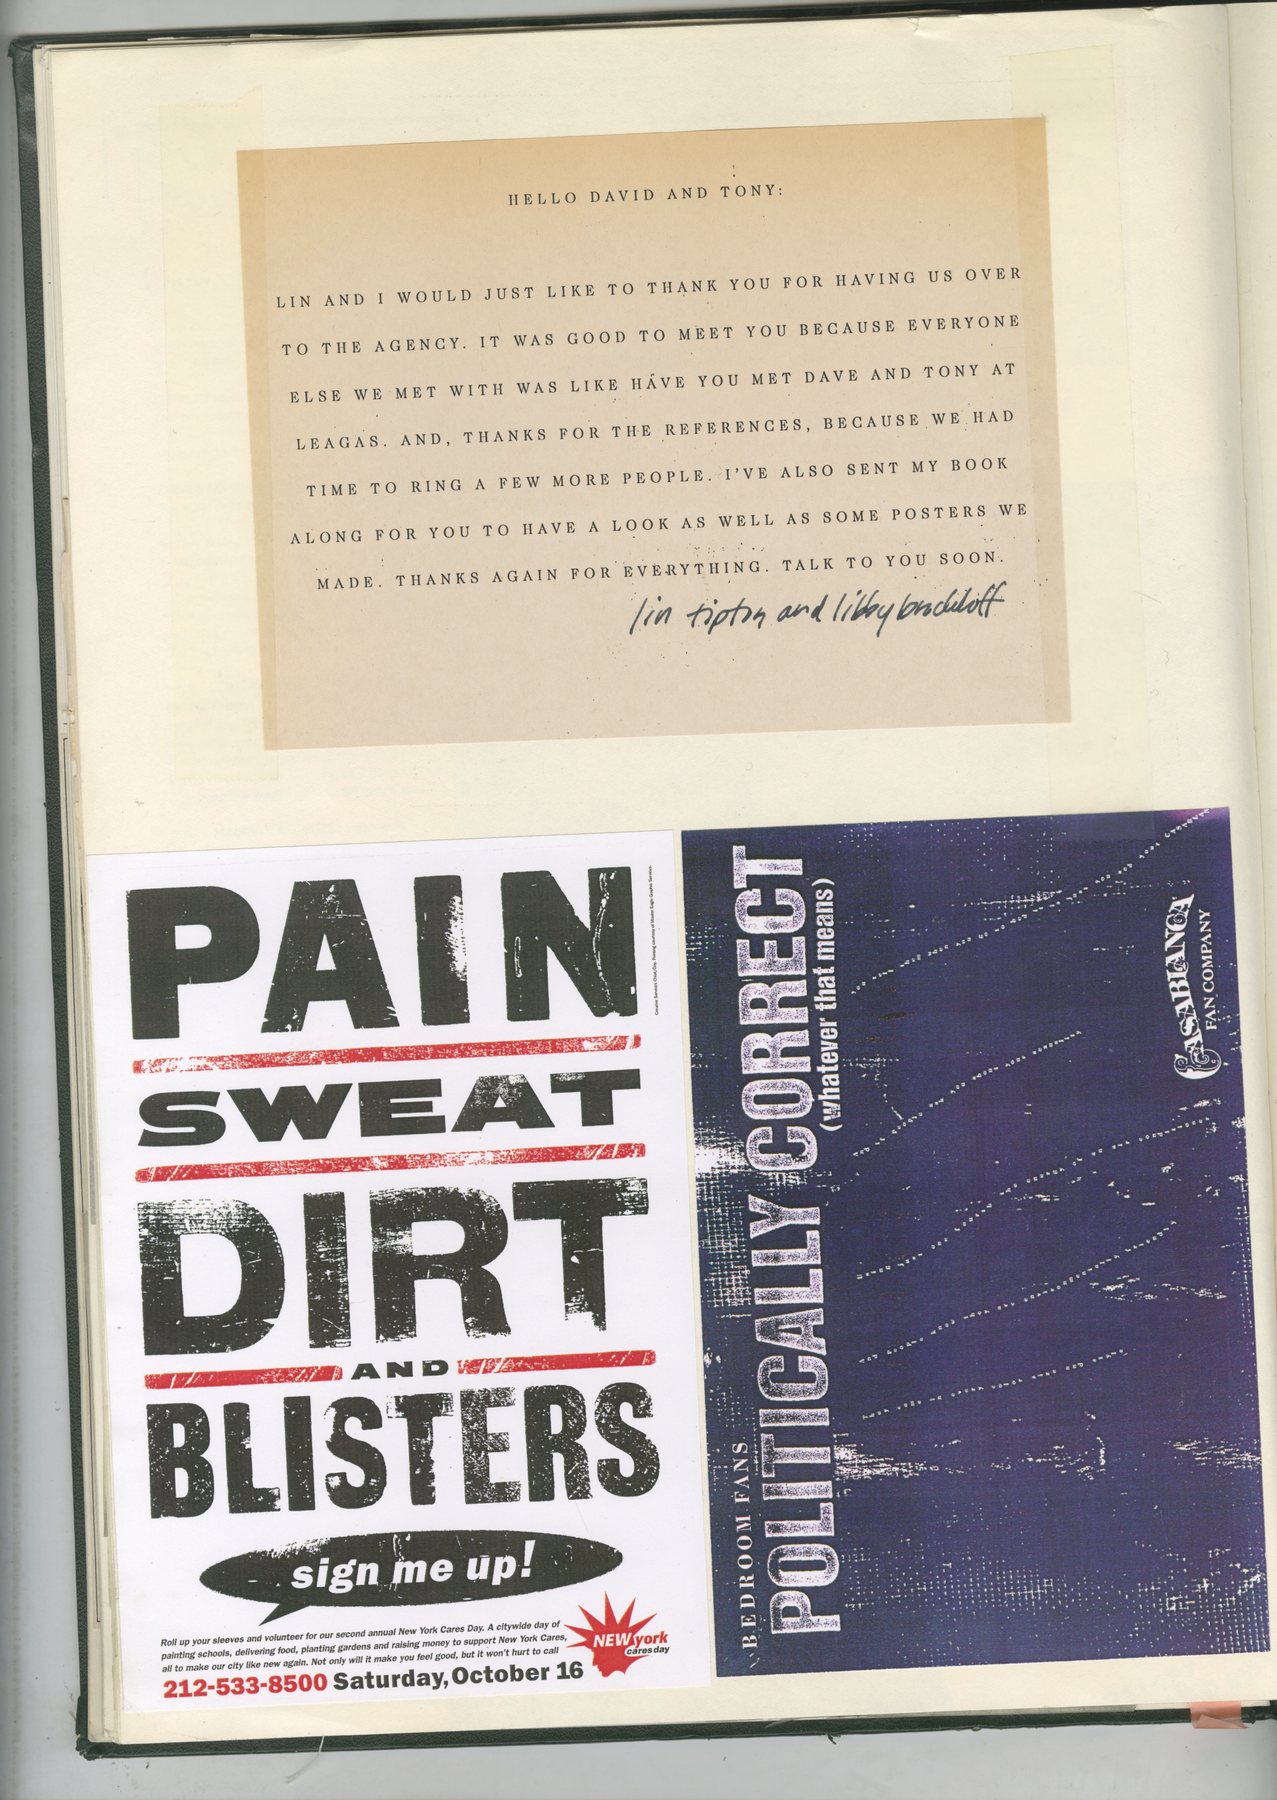 HELLO DAVID AND TONY:
LIN AND I WOULD JUST LIKE TO THANK YOU FOR HAVING US OVER
TO THE AGENCY. IT WAS GOOD TO MEET YOU BECAUSE EVERYONE
ELSE WE MET WITH WAS LIKE HAVE YOU MET DAVE AND TONY AT
LEAGAS. AND, THANKS FOR THE REFERENCES, BECAUSE WE HAD
TIME TO RING A FEW MORE PEOPLE. I'VE ALSO SENT MY BOOK
ALONG FOR YOU TO HAVE A LOOK AS WELL AS SOME POSTERS WE
MADE. THANKS AGAIN FOR EVERYTHING. TALK TO YOU SOON.
lin tipton and libby
PAIN
SWEAT
DIRT
AND
BLISTERS
sign me up!
Roll up your sleeves and volunteer for our second annual New York Cares Day. A citywide day of
painting schools, delivering food, planting gardens and raising money to support New York Cares,
all to make our city like new again. Not only will it make you feel good, but it won't hurt to call
212-533-8500 Saturday, October 16
NEW york
cares day
BEDROOM FANS
POLITICALLY CORRECT
(whatever that means)
CASABLANCA
FAN COMPANY